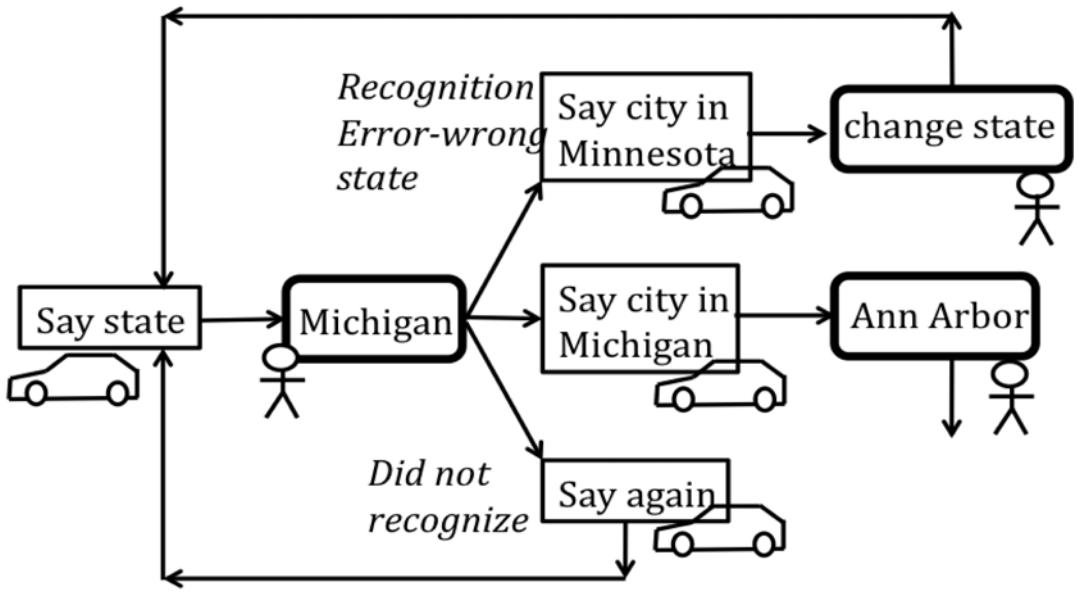 Recognition
Error-wrong
state
Say city in
Minnesota
change state
Say state
Michigan
Say city in
Michigan
Ann Arbor
Did not
recognize
Say again